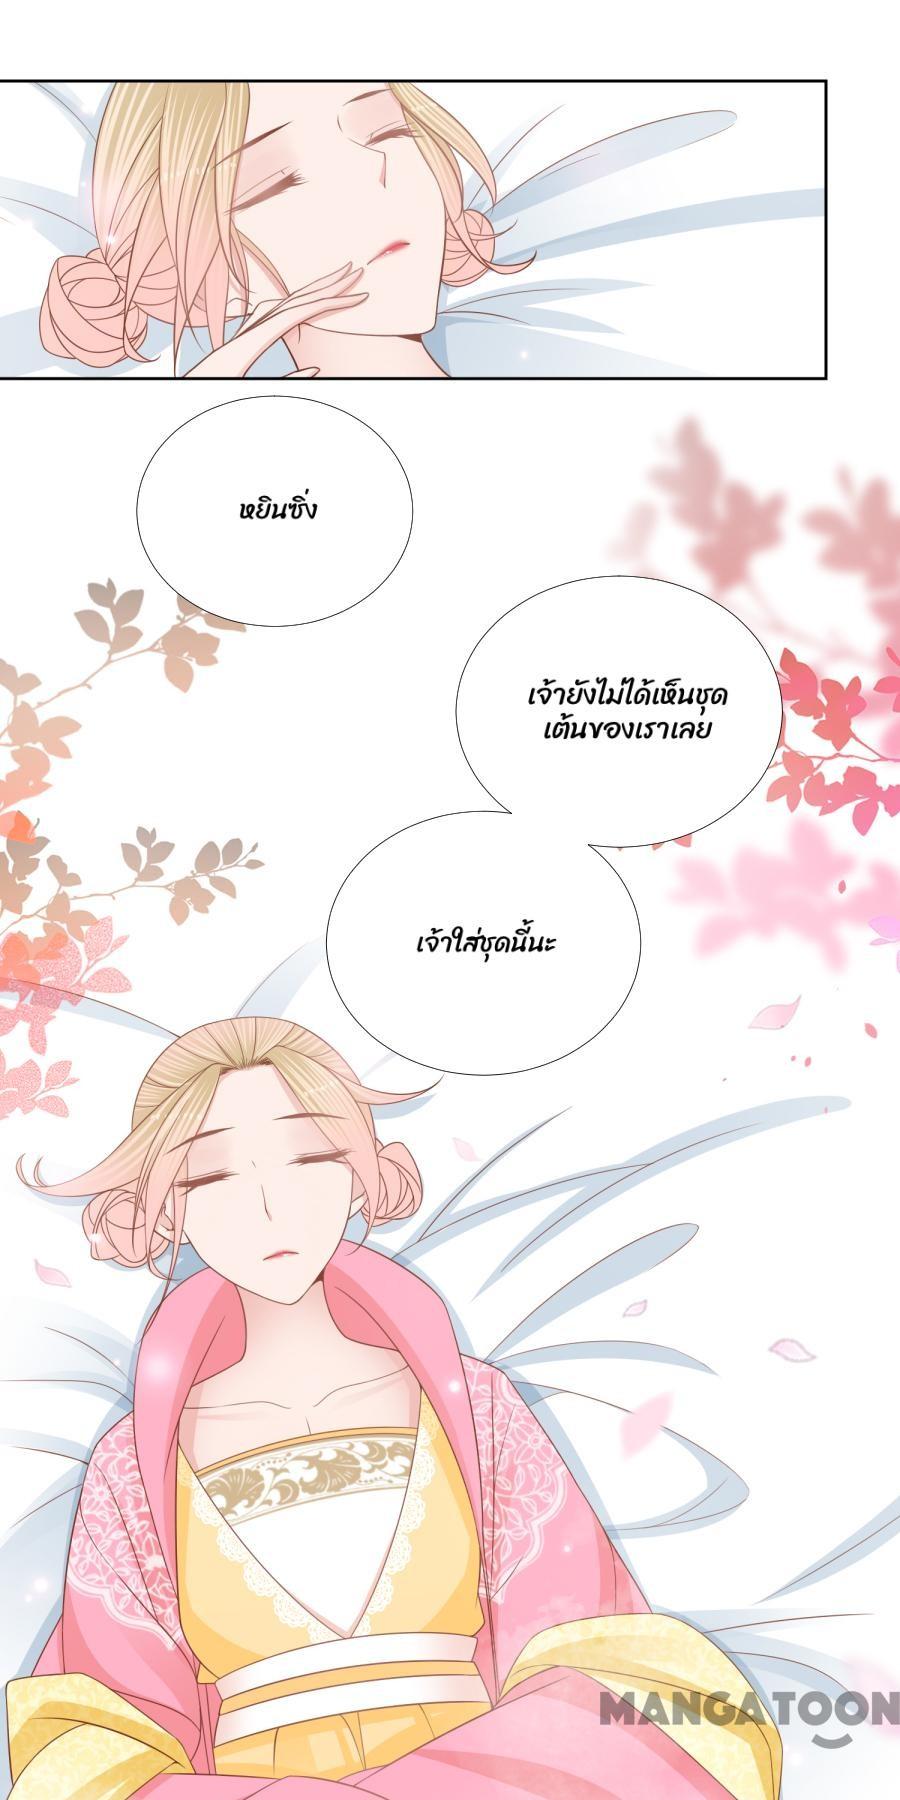 หยินซิ่ง
เจ้ายังไม่ได้เห็นชุด
เต้นของเราเลย
เจ้าใส่ชุดนี้นะ
MANGATOON